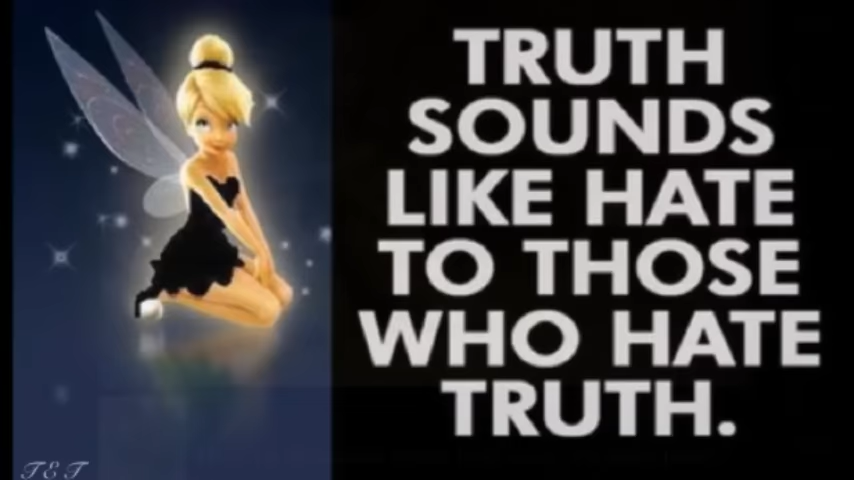 TRUTH
SOUNDS
LIKE HATE
TO THOSE
WHO HATE
TRUTH.
T&T